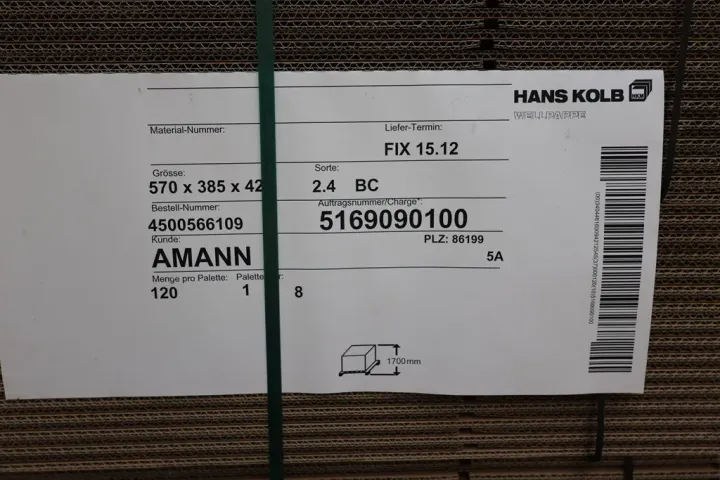 HANS KOLB
HKM
WELLPAPPE
Material-Nummer: Liefer-Termin:
FIX 15.12
Grösse: Sorte:
570 x 385 x 42 2.4 BC
Bestell-Nummer: Auftragsnummer/Charge*:
4500566109 5169090100
Kunde: PLZ: 86199
AMANN 5A
Menge pro Palette:
120 1 8
1700mm